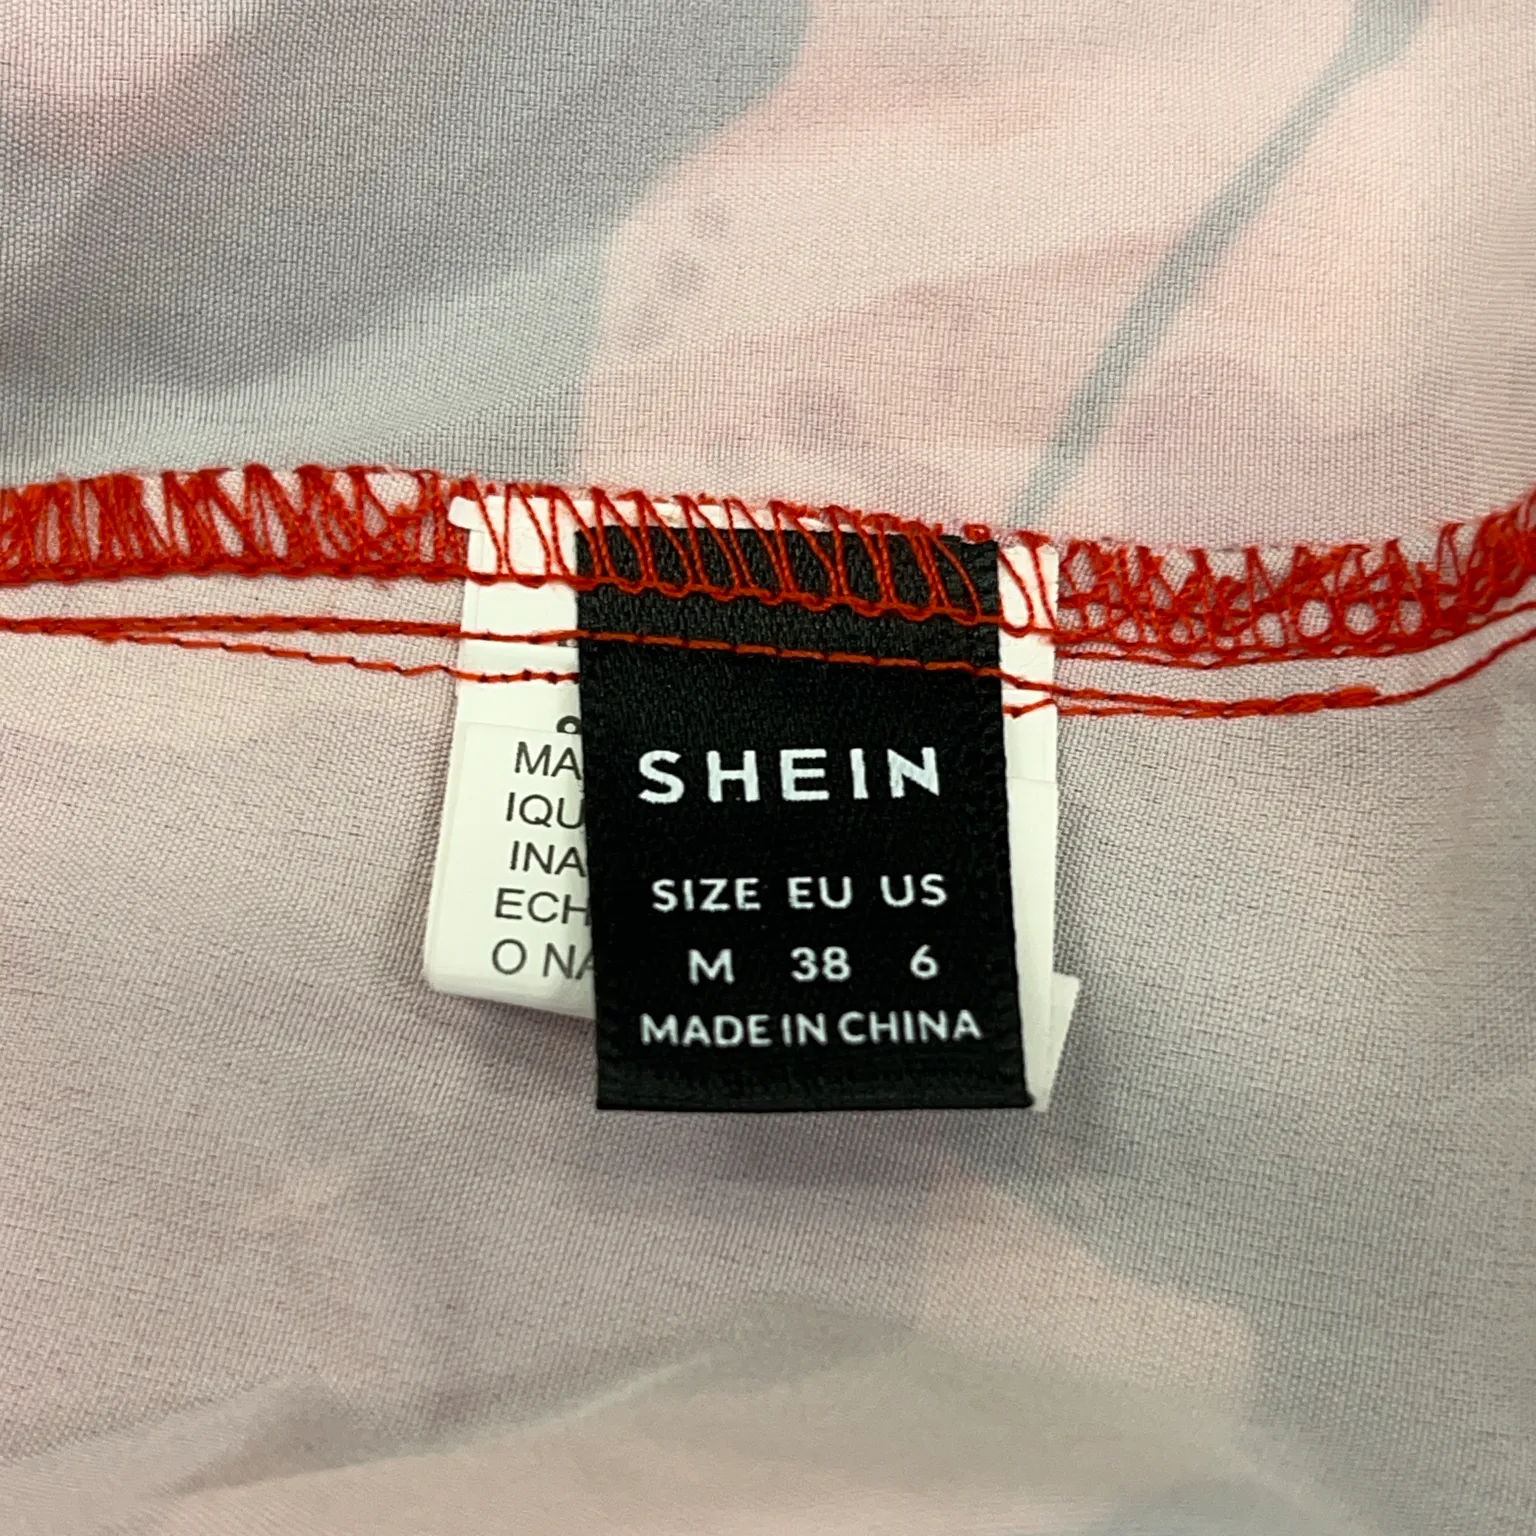 SHEIN
SIZE EU US
M 38 6
MADE IN CHINA
MA
IQU
INA
ECH
O NA